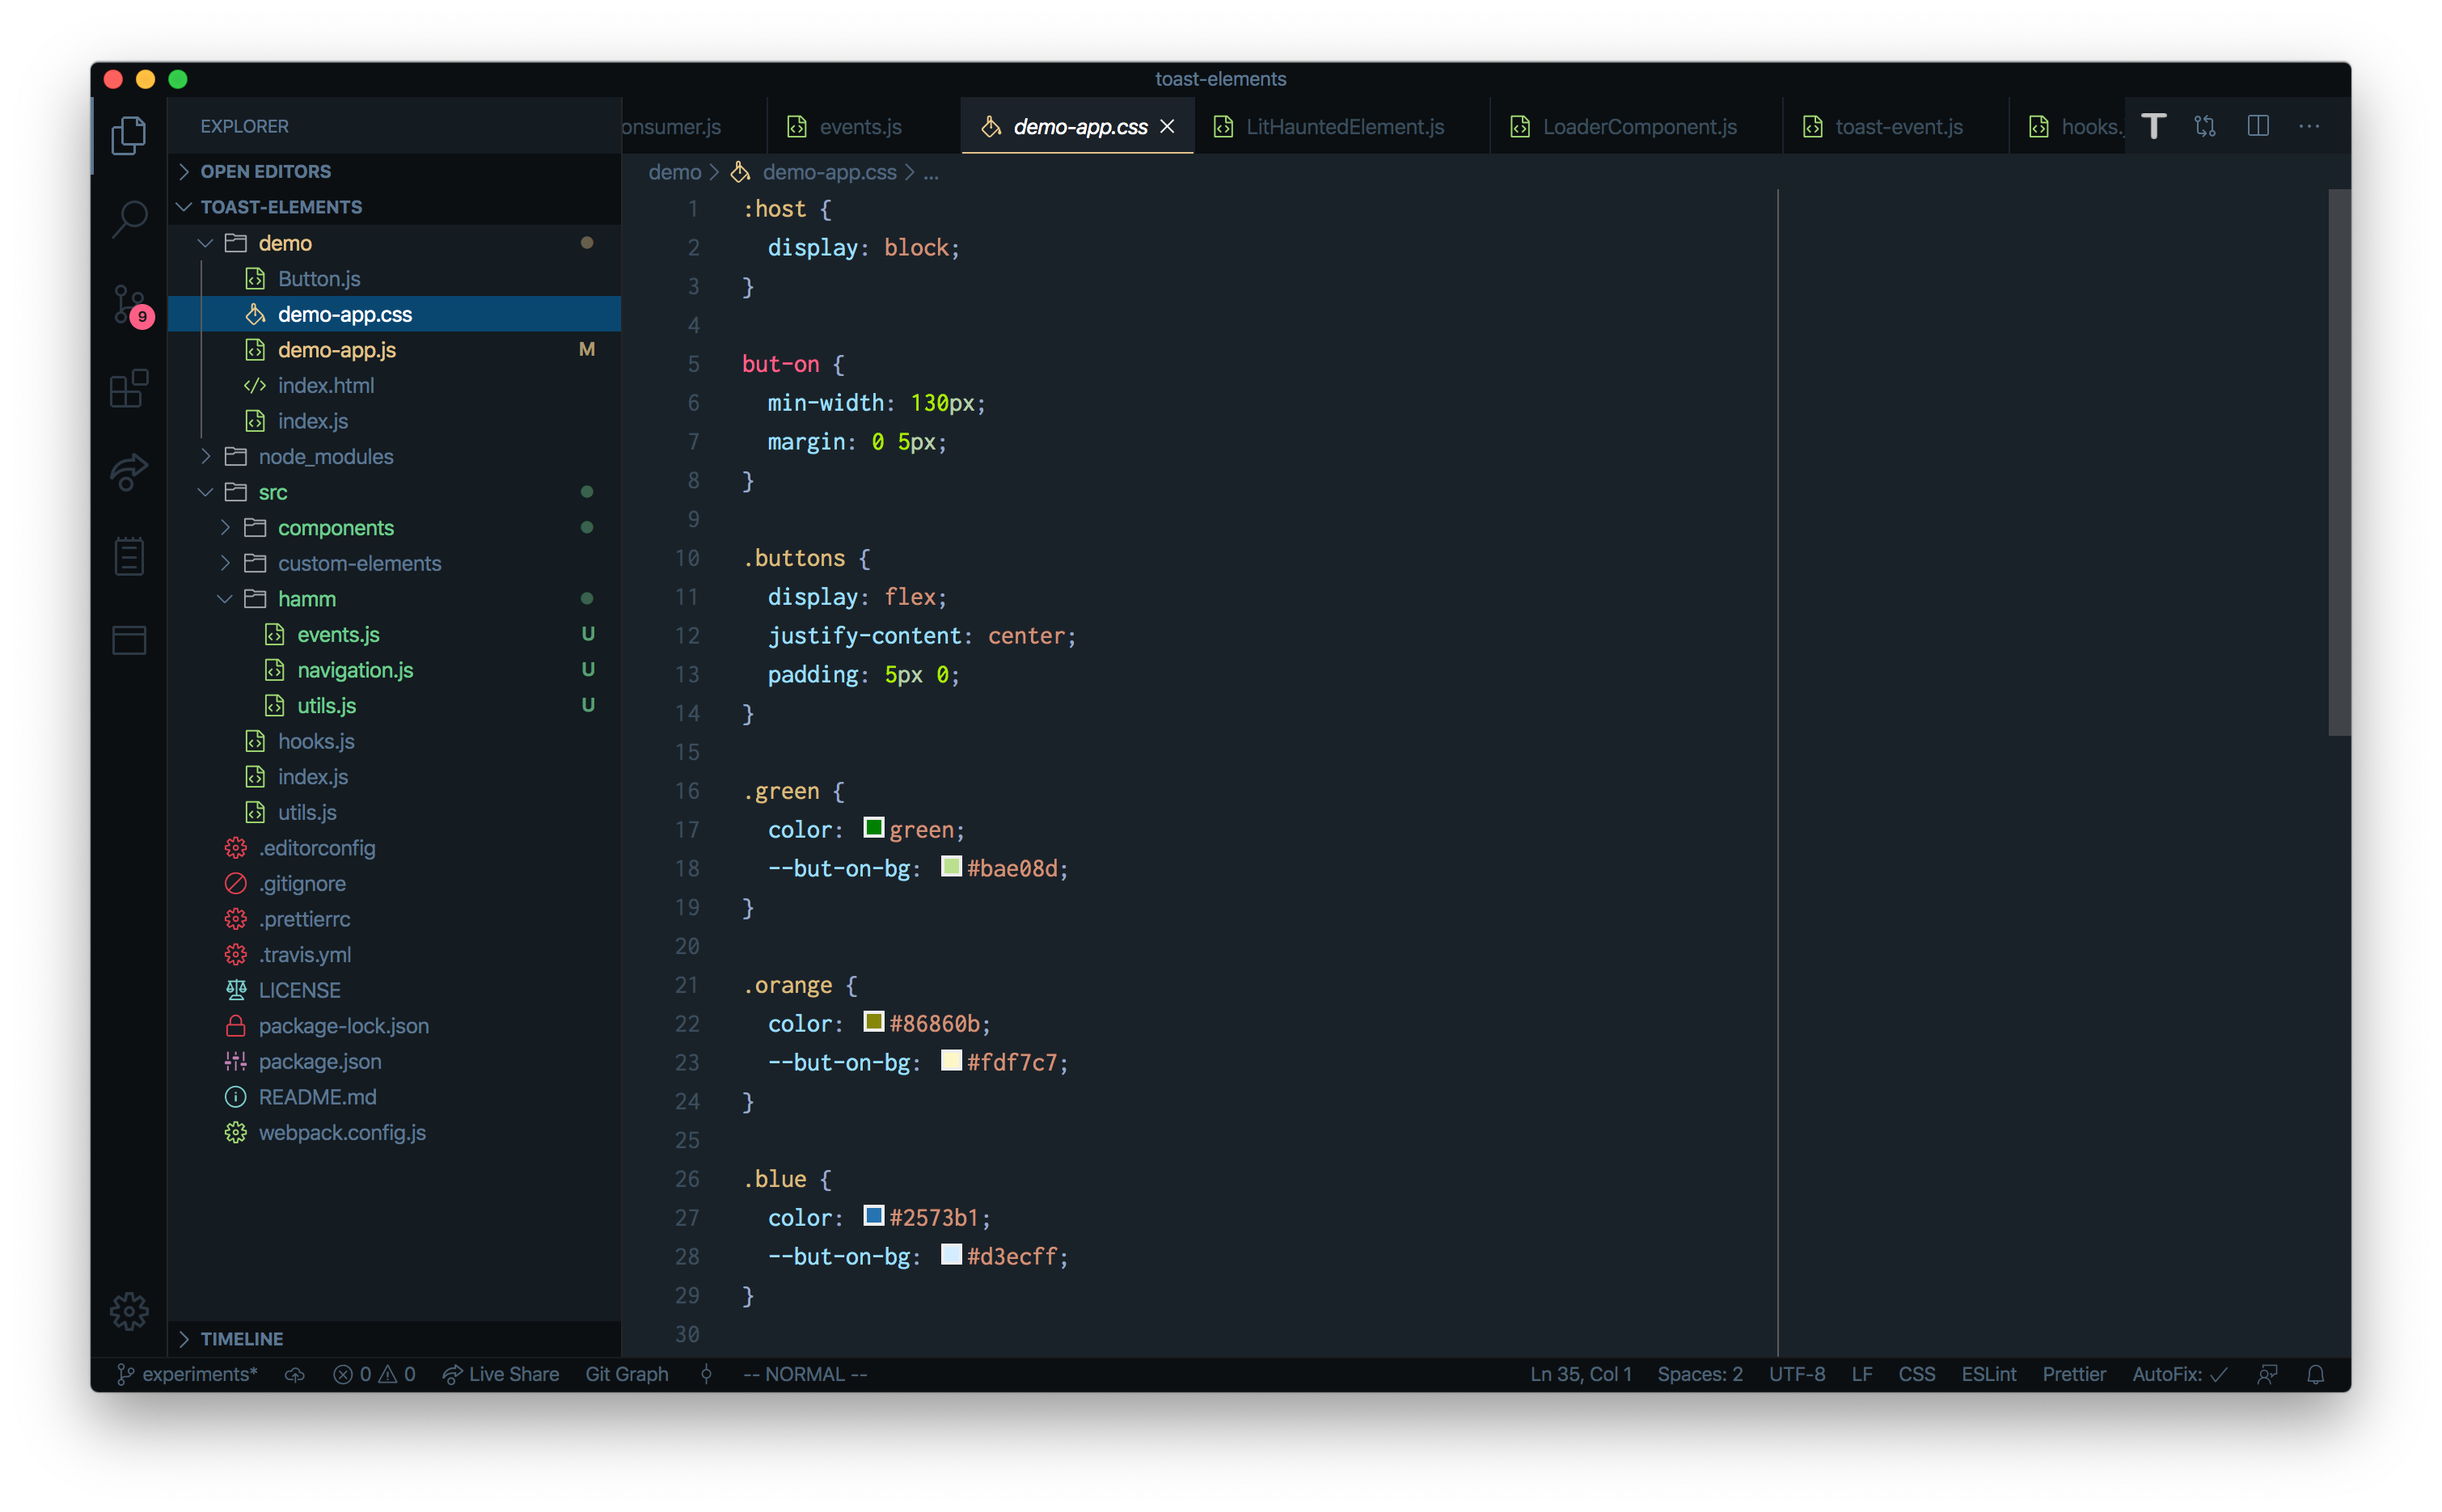 toast-elements
EXPLORER
OPEN EDITORS
TOAST-ELEMENTS
demo
Button.js
demo-app.css
demo-app.js M
index.html
index.js
node_modules
src
components
custom-elements
hamm
events.js U
navigation.js U
utils.js U
hooks.js
index.js
utils.js
.editorconfig
.gitignore
.prettierrc
.travis.yml
LICENSE
package-lock.json
package.json
README.md
webpack.config.js
TIMELINE
9
onsumer.js events.js demo-app.css LitHauntedElement.js LoaderComponent.js toast-event.js hooks.
demo > demo-app.css > ...
1 :host {
2 display: block;
3 }
4
5 but-on {
6 min-width: 130px;
7 margin: 0 5px;
8 }
9
10 .buttons {
11 display: flex;
12 justify-content: center;
13 padding: 5px 0;
14 }
15
16 .green {
17 color: green;
18 --but-on-bg: #bae08d;
19 }
20
21 .orange {
22 color: #86860b;
23 --but-on-bg: #fdf7c7;
24 }
25
26 .blue {
27 color: #2573b1;
28 --but-on-bg: #d3ecff;
29 }
30
experiments* 0 0 Live Share Git Graph -- NORMAL -- Ln 35, Col 1 Spaces: 2 UTF-8 LF CSS ESLint Prettier AutoFix: ✓